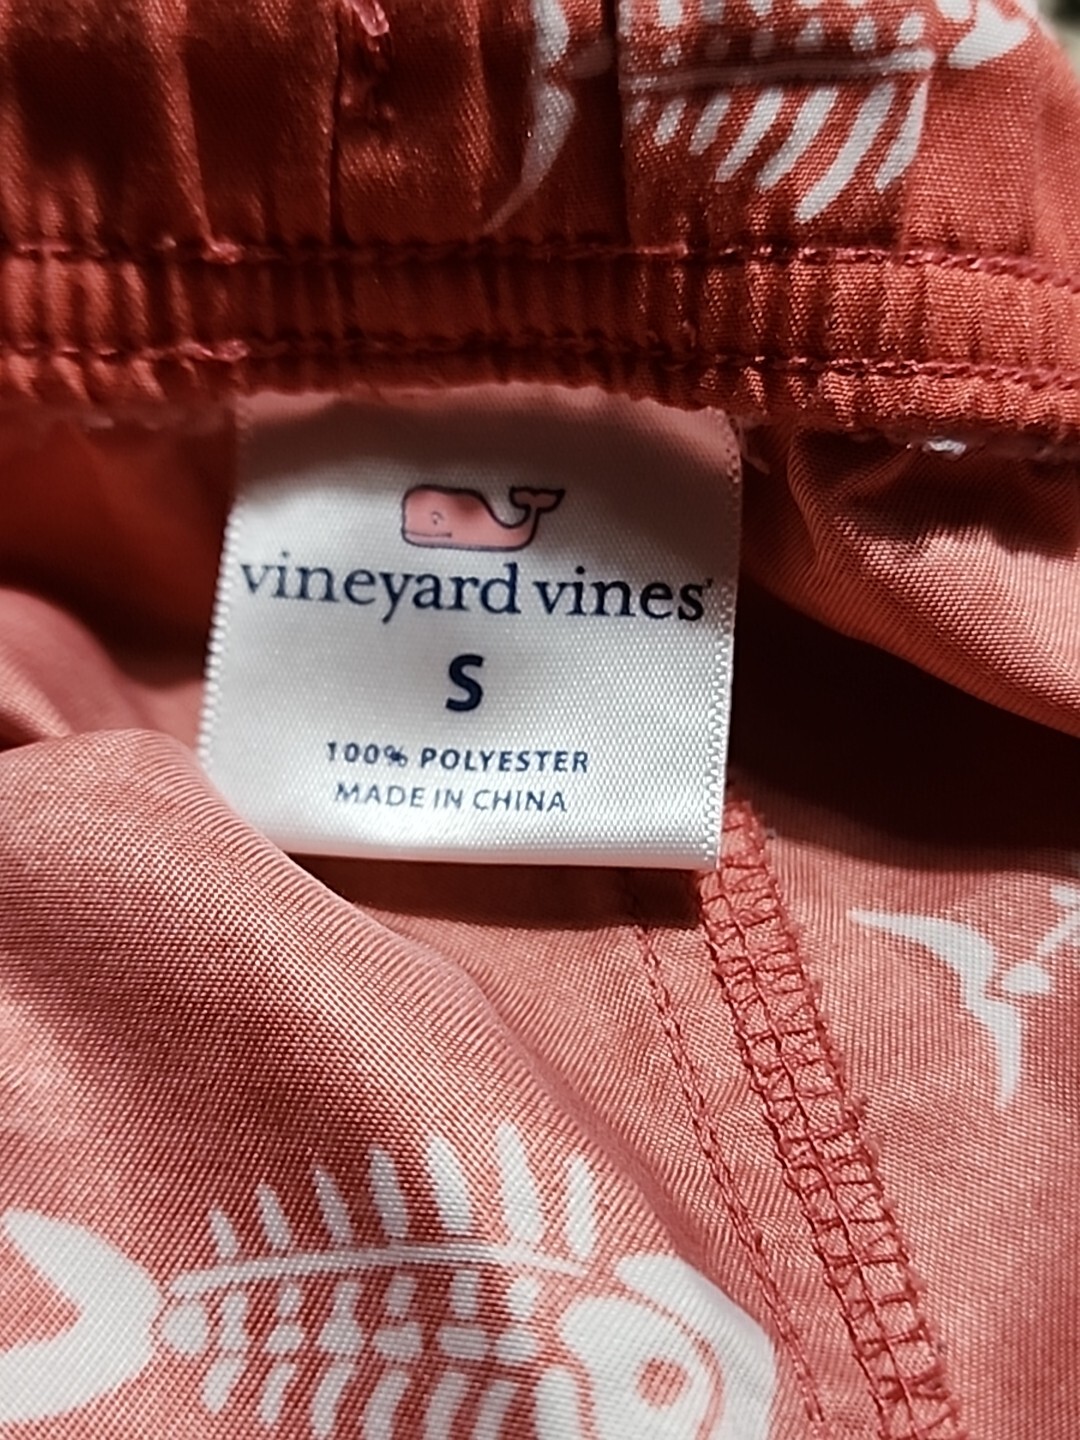 vineyard vines
S
100% POLYESTER
MADE IN CHINA